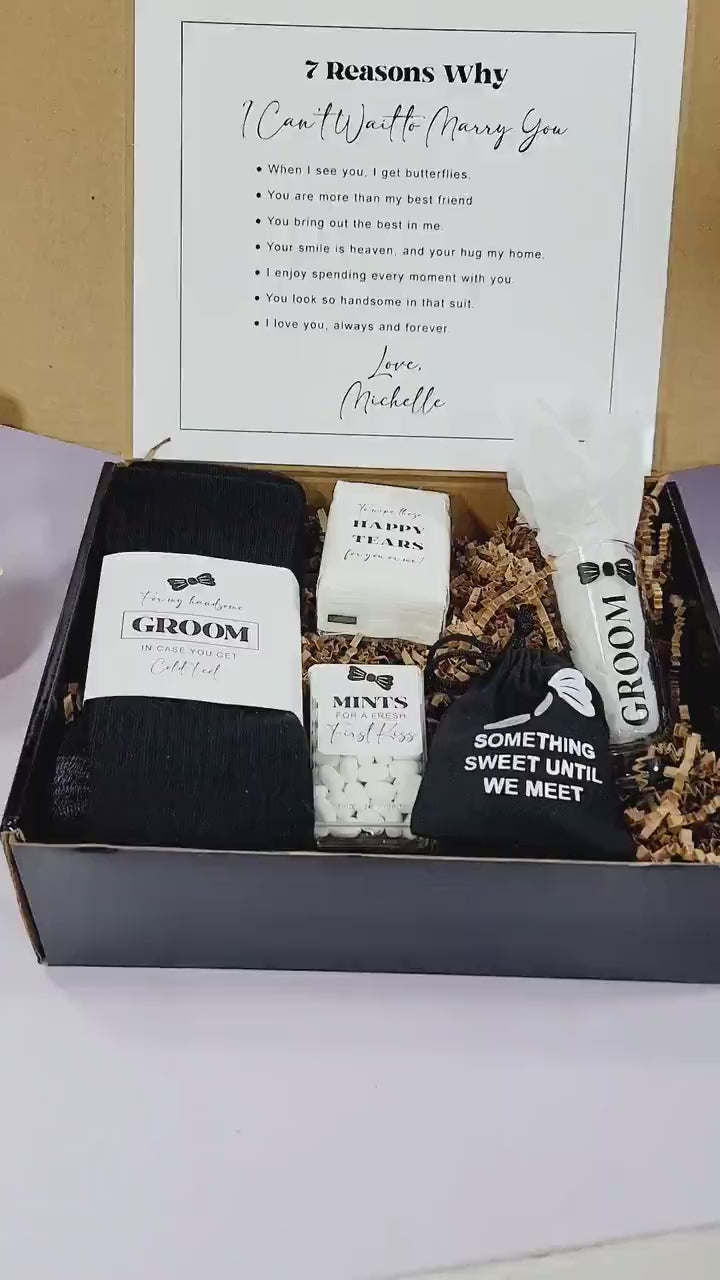 7 Reasons Why
I Can't Wait to Marry You
• When I see you, I get butterflies.
• You are more than my best friend
• You bring out the best in me.
• Your smile is heaven, and your hug my home.
• I enjoy spending every moment with you.
• You look so handsome in that suit.
• I love you, always and forever.
Love,
Michelle
To wipe those
HAPPY
TEARS
for you or me!
For my handsome
GROOM
IN CASE YOU GET
Cold Feet
MINTS
FOR A FRESH
First Kiss
SOMETHING
SWEET UNTIL
WE MEET
GROOM